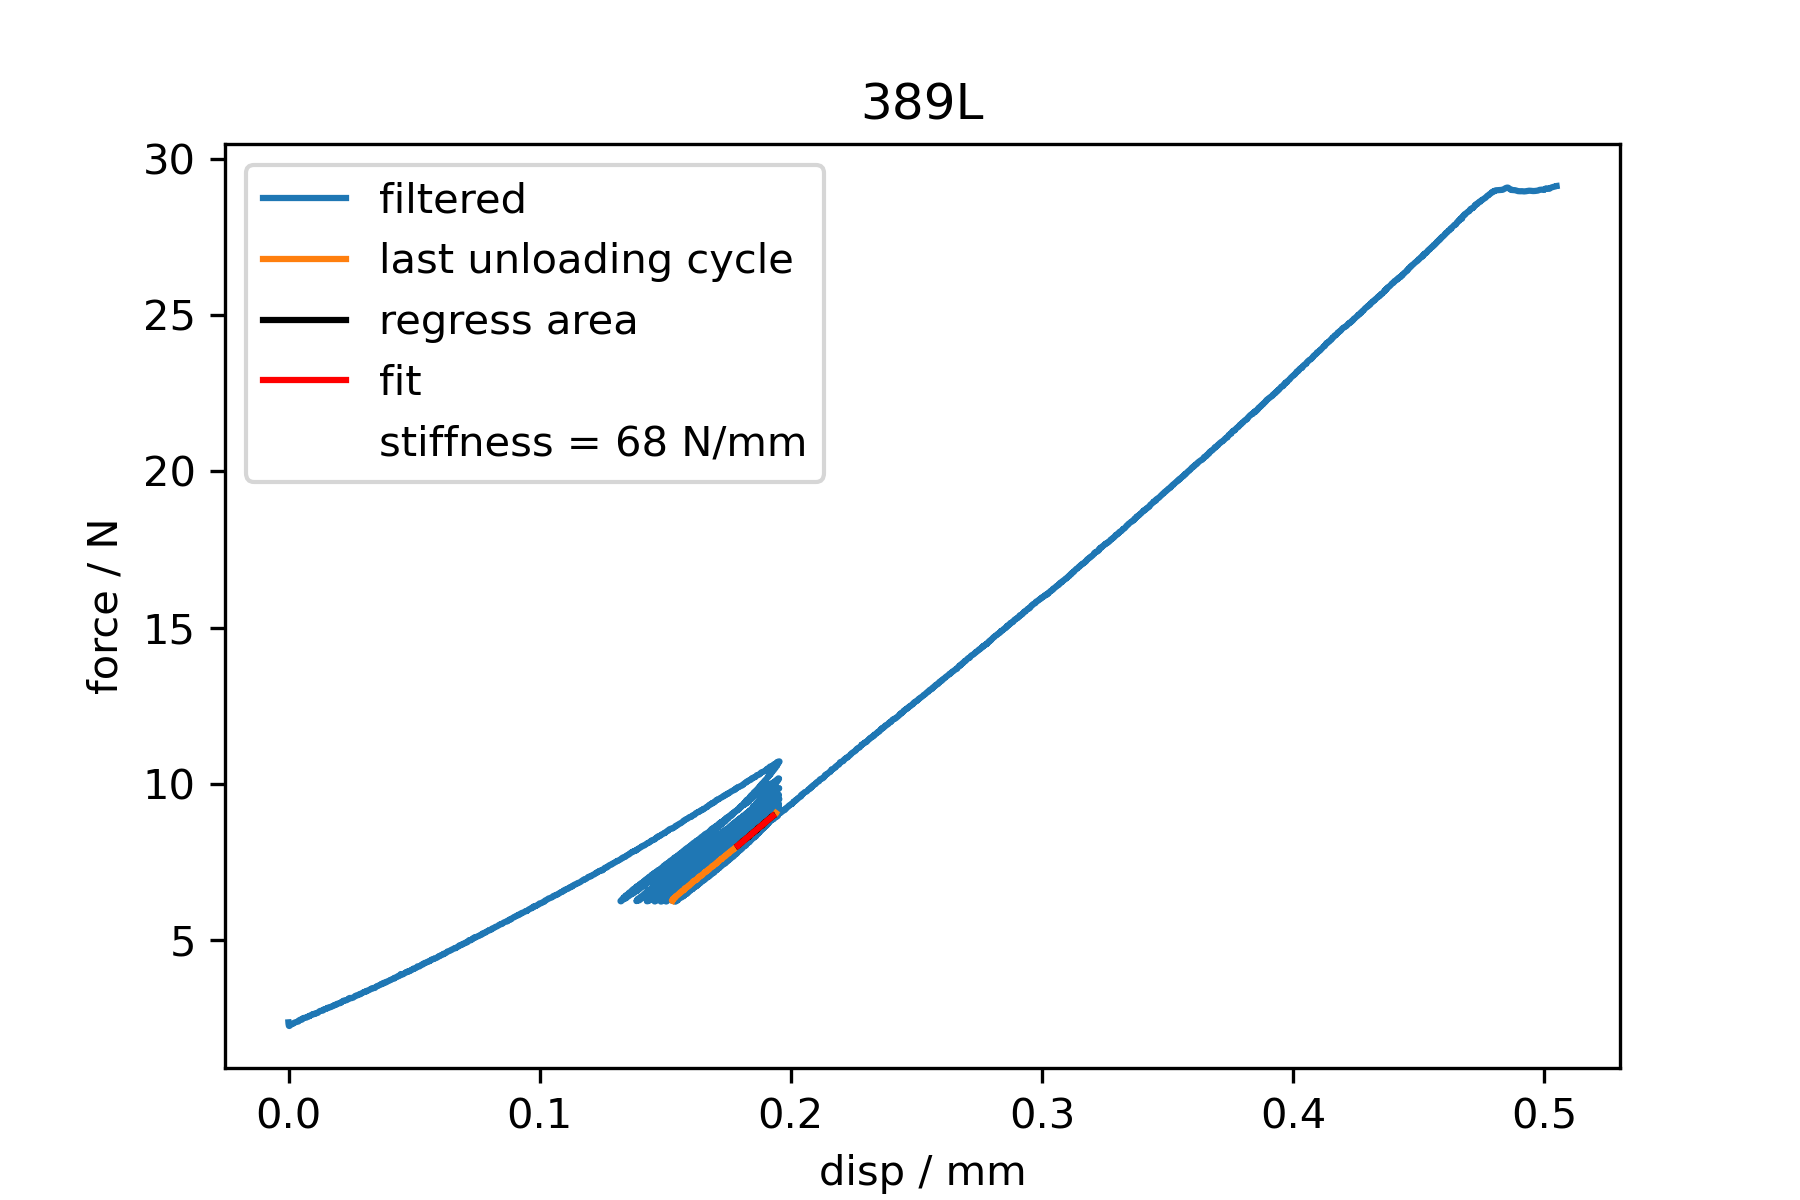 389L
30
25
20
15
10
5
force / N
filtered
last unloading cycle
regress area
fit
stiffness = 68 N/mm
0.0 0.1 0.2 0.3 0.4 0.5
disp / mm